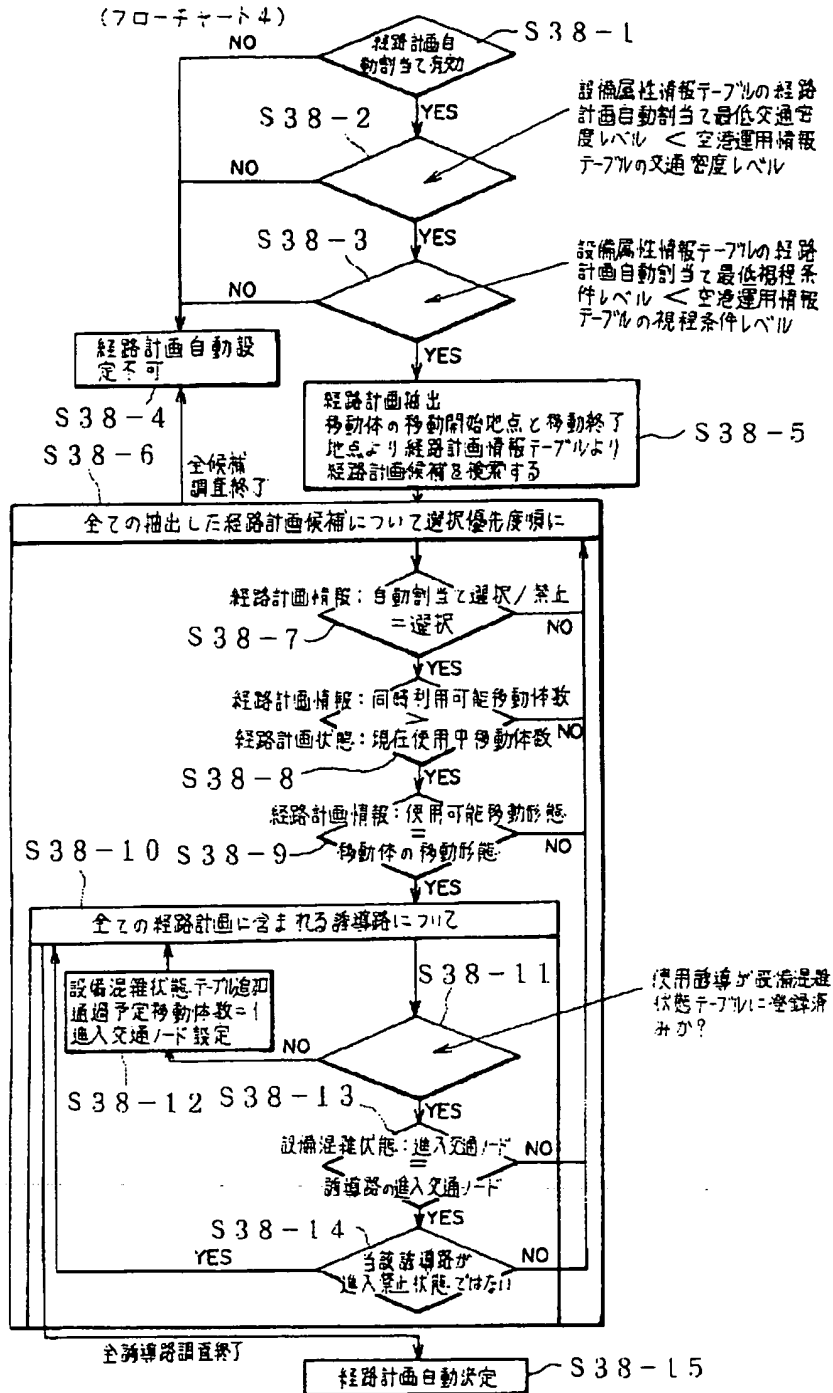 (フローチャート4)
NO
経路計画自
動割当て有効
S38-1
YES
設備属性情報テーブルの経路
計画自動割当て最低交通密
度レベル < 空港運用情報
テーブルの交通密度レベル
S38-2
NO
YES
設備属性情報テーブルの経路
計画自動割当て最低視程条
件レベル < 空港運用情報
テーブルの視程条件レベル
S38-3
NO
YES
経路計画自動設
定不可
S38-4
経路計画抽出
移動体の移動開始地点と移動終了
地点より経路計画情報テーブルより
経路計画候補を検索する
S38-5
S38-6
全候補
調査終了
全ての抽出した経路計画候補について選択優先度順に
経路計画情報:自動割当て選択/禁止
=選択
NO
S38-7
YES
経路計画情報:同時利用可能移動体数
>
経路計画状態:現在使用中移動体数
NO
S38-8
YES
経路計画情報:使用可能移動形態
=
移動体の移動形態
NO
S38-9
S38-10
YES
全ての経路計画に含まれる誘導路について
設備混雑状態テーブル追加
通過予定移動体数=1
進入交通ノード設定
S38-11
使用誘導が設備混雑
状態テーブルに登録済
みか?
NO
S38-12
S38-13
YES
設備混雑状態:進入交通ノード
=
誘導路の進入交通ノード
NO
S38-14
YES
YES
当該誘導路が
進入禁止状態ではない
NO
全誘導路調査終了
経路計画自動決定
S38-15